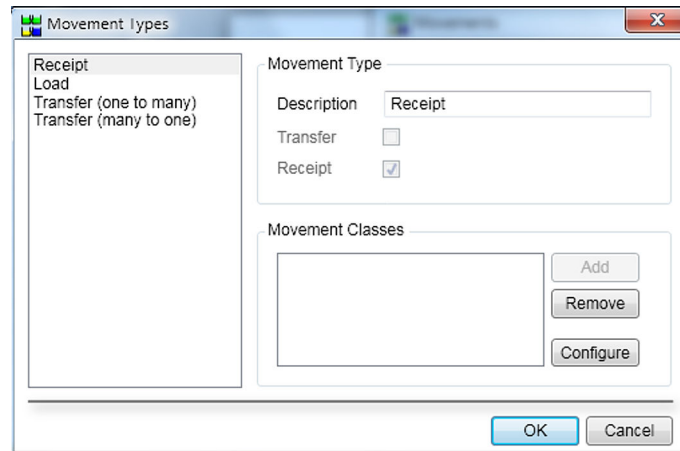 Movement Types
Receipt
Load
Transfer (one to many)
Transfer (many to one)
Movement Type
Description
Receipt
Transfer
Receipt
Movement Classes
Add
Remove
Configure
OK
Cancel